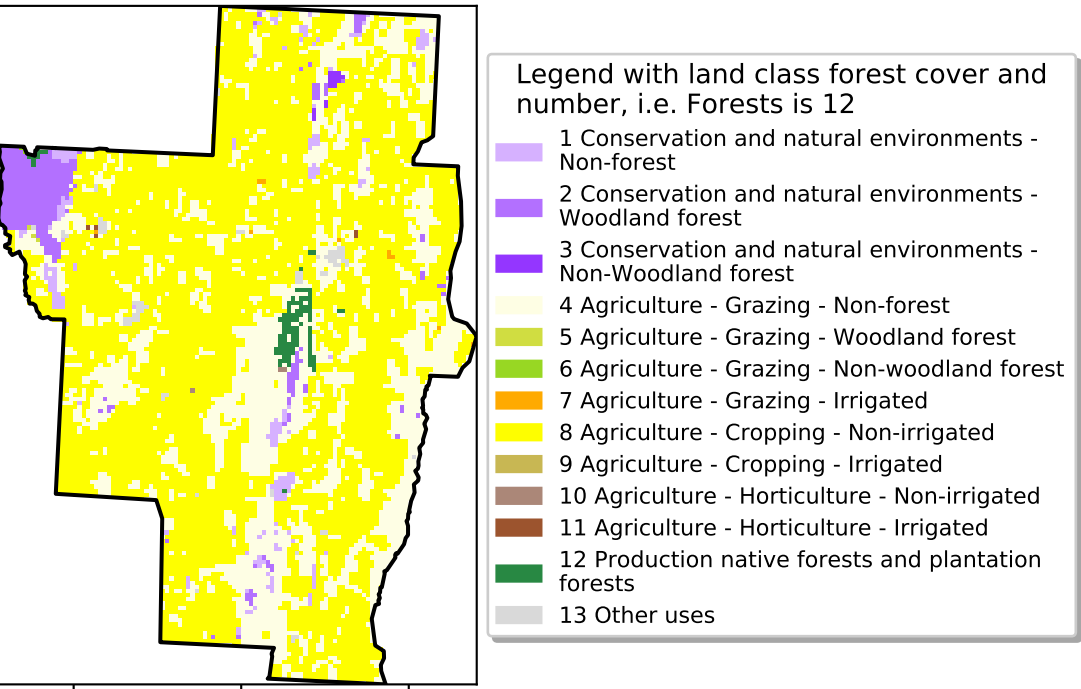 Legend with land class forest cover and
number, i.e. Forests is 12
1 Conservation and natural environments -
Non-forest
2 Conservation and natural environments -
Woodland forest
3 Conservation and natural environments -
Non-Woodland forest
4 Agriculture - Grazing - Non-forest
5 Agriculture - Grazing - Woodland forest
6 Agriculture - Grazing - Non-woodland forest
7 Agriculture - Grazing - Irrigated
8 Agriculture - Cropping - Non-irrigated
9 Agriculture - Cropping - Irrigated
10 Agriculture - Horticulture - Non-irrigated
11 Agriculture - Horticulture - Irrigated
12 Production native forests and plantation
forests
13 Other uses